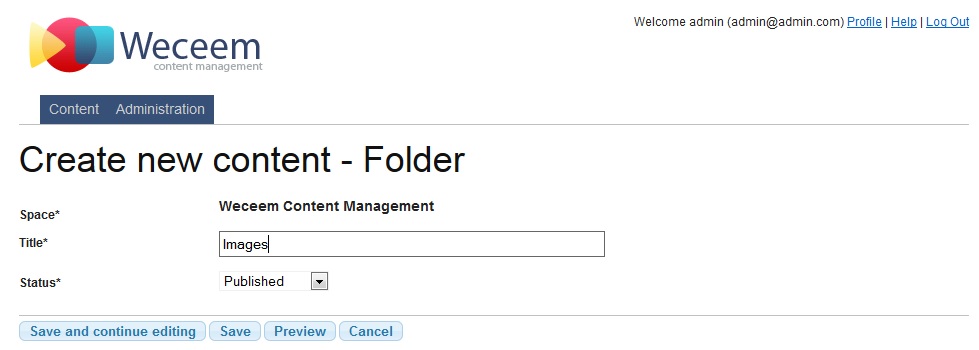 Welcome admin (admin@admin.com) Profile | Help | Log Out
Weceem
content management
Content Administration
Create new content - Folder
Space* Weceem Content Management
Title* Images
Status* Published
Save and continue editing Save Preview Cancel